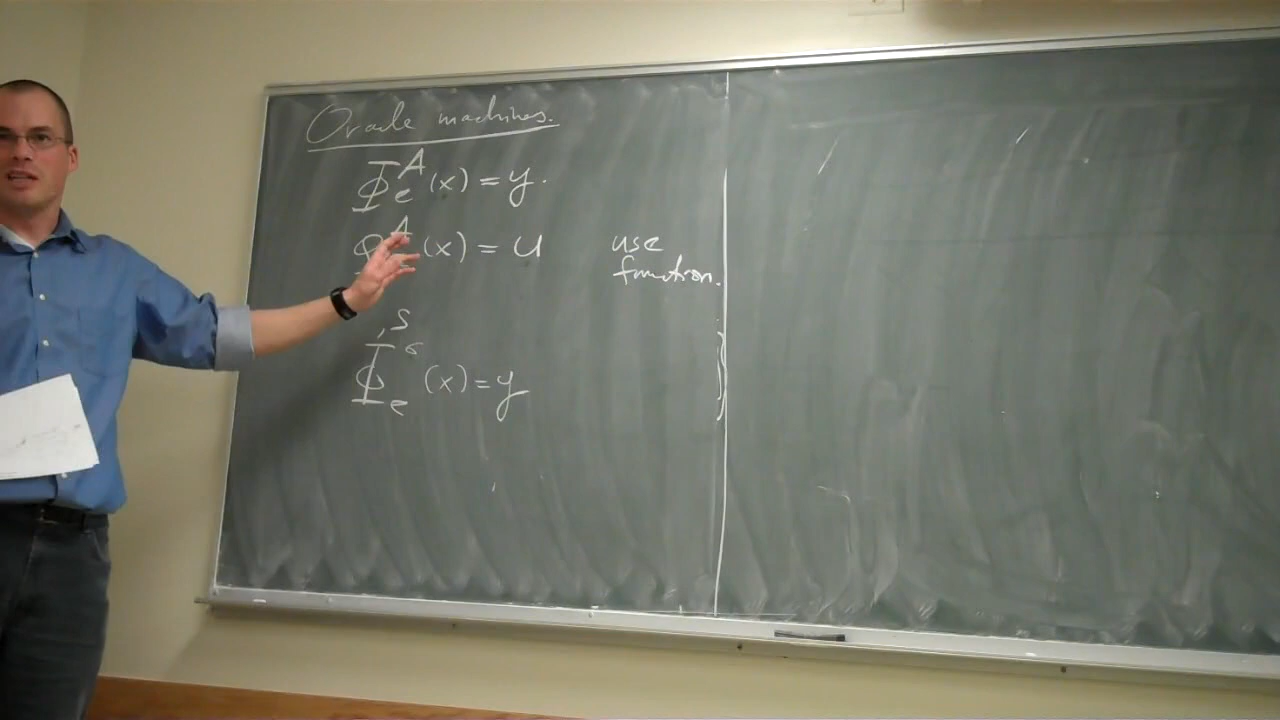 Oracle machines.
Φ_e^A (x) = y.
φ_e^A (x) = u use
function.
, s
Φ_e^σ (x) = y